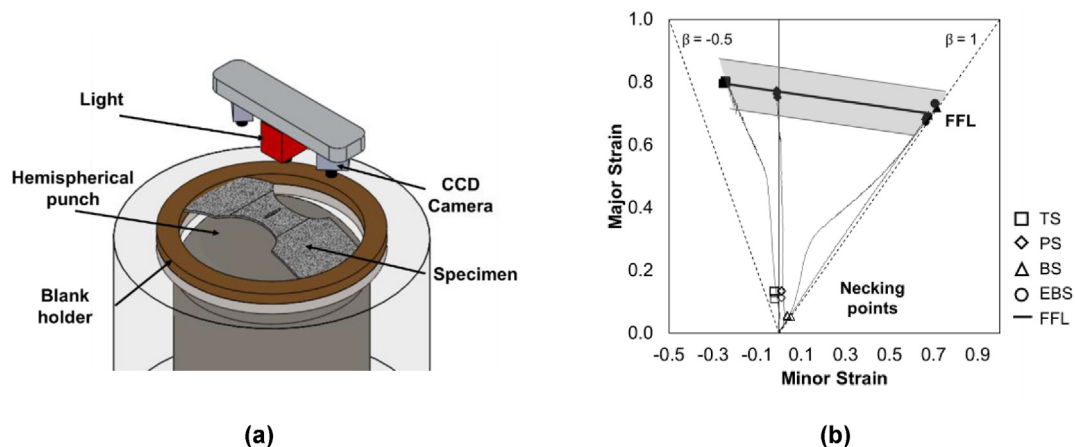 Light
Hemispherical
punch
Blank
holder
CCD
Camera
Specimen
(a)
Major Strain
1.0
0.8
0.6
0.4
0.2
0.0
β = -0.5
β = 1
FFL
Necking
points
-0.5 -0.3 -0.1 0.1 0.3 0.5 0.7 0.9
Minor Strain
TS
PS
BS
EBS
FFL
(b)